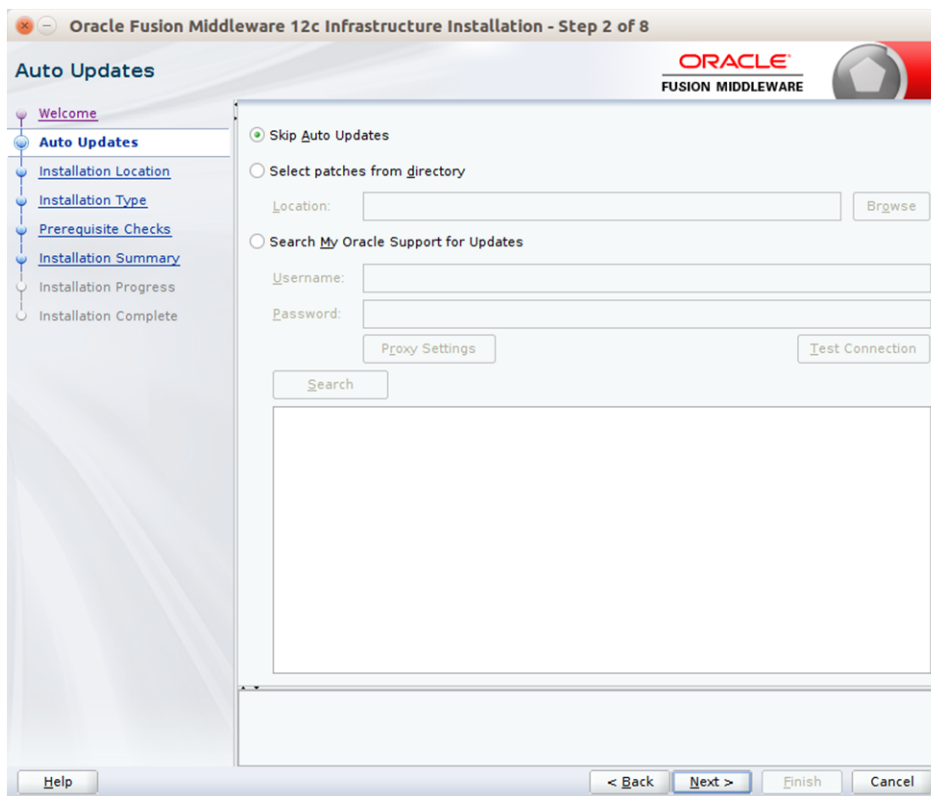 Oracle Fusion Middleware 12c Infrastructure Installation - Step 2 of 8
Auto Updates
ORACLE
FUSION MIDDLEWARE
Welcome
Auto Updates
Installation Location
Installation Type
Prerequisite Checks
Installation Summary
Installation Progress
Installation Complete
Skip Auto Updates
Select patches from directory
Location:
Browse
Search My Oracle Support for Updates
Username:
Password:
Proxy Settings
Test Connection
Search
Help
< Back
Next >
Finish
Cancel